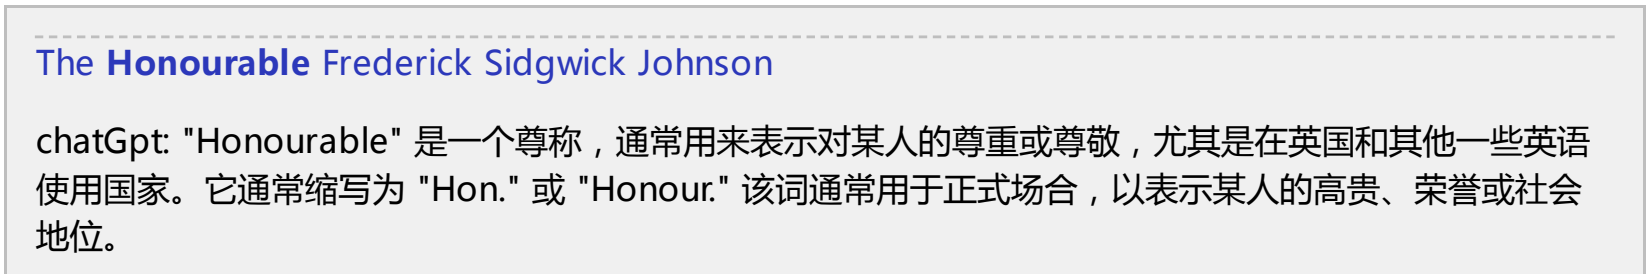 The Honourable Frederick Sidgwick Johnson
chatGpt: "Honourable" 是一个尊称，通常用来表示对某人的尊重或尊敬，尤其是在英国和其他一些英语
使用国家。它通常缩写为 "Hon." 或 "Honour." 该词通常用于正式场合，以表示某人的高贵、荣誉或社会
地位。